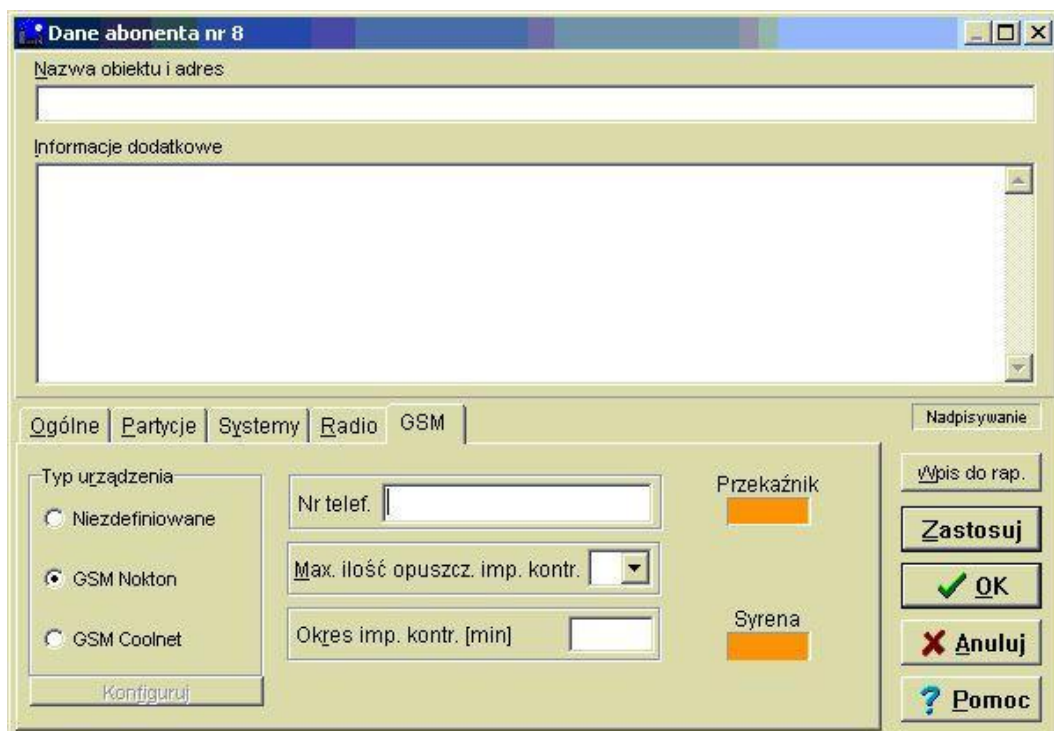 Dane abonenta nr 8
Nazwa obiektu i adres
Informacje dodatkowe
Ogólne Partycje Systemy Radio GSM
Nadpisywanie
Typ urządzenia
Niezdefiniowane
GSM Nokton
GSM Coolnet
Konfiguruj
Nr telef.
Max. ilość opuszcz. imp. kontr.
Okres imp. kontr. [min]
Przekaźnik
Syrena
Wpis do rap.
Zastosuj
OK
Anuluj
? Pomoc